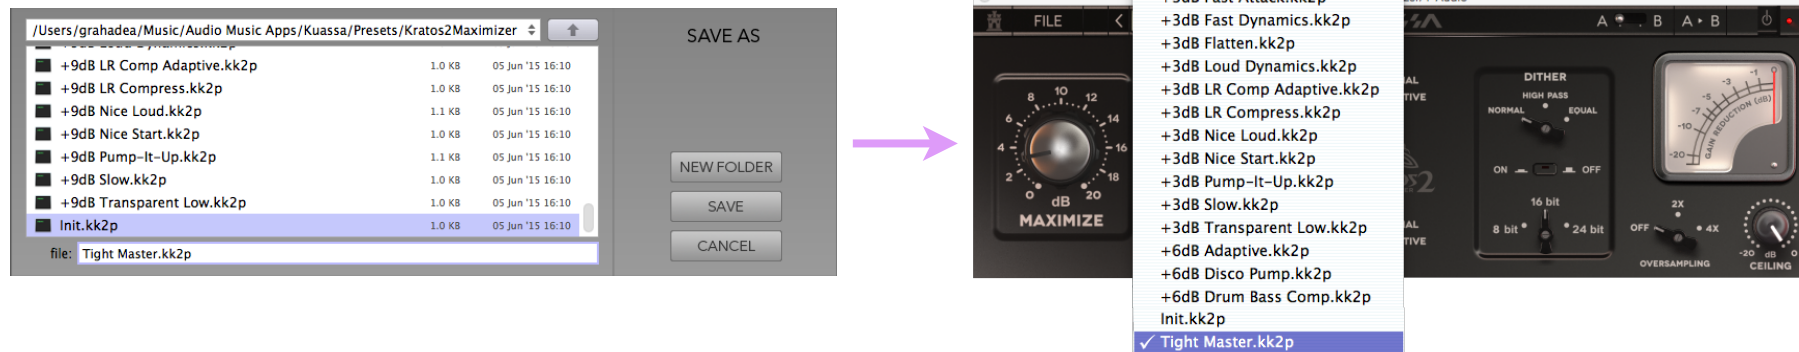 /Users/grahadea/Music/Audio Music Apps/Kuassa/Presets/Kratos2Maximizer
+9dB LR Comp Adaptive.kk2p 1.0 KB 05 Jun '15 16:10
+9dB LR Compress.kk2p 1.0 KB 05 Jun '15 16:10
+9dB Nice Loud.kk2p 1.1 KB 05 Jun '15 16:10
+9dB Nice Start.kk2p 1.0 KB 05 Jun '15 16:10
+9dB Pump-It-Up.kk2p 1.1 KB 05 Jun '15 16:10
+9dB Slow.kk2p 1.0 KB 05 Jun '15 16:10
+9dB Transparent Low.kk2p 1.0 KB 05 Jun '15 16:10
Init.kk2p 1.0 KB 05 Jun '15 16:10
file: Tight Master.kk2p
SAVE AS
NEW FOLDER
SAVE
CANCEL
FILE <
0 2 4 6 8 10 12 14 16 18 20
dB
MAXIMIZE
+3dB Fast Attack.kk2p
+3dB Fast Dynamics.kk2p
+3dB Flatten.kk2p
+3dB Loud Dynamics.kk2p
+3dB LR Comp Adaptive.kk2p
+3dB LR Compress.kk2p
+3dB Nice Loud.kk2p
+3dB Nice Start.kk2p
+3dB Pump-It-Up.kk2p
+3dB Slow.kk2p
+3dB Transparent Low.kk2p
+6dB Adaptive.kk2p
+6dB Disco Pump.kk2p
+6dB Drum Bass Comp.kk2p
Init.kk2p
✓ Tight Master.kk2p
A B A ▸ B
DITHER
HIGH PASS
NORMAL EQUAL
ON OFF
16 bit
8 bit 24 bit
-20 -10 -7 -5 -3 -1 0
GAIN REDUCTION (dB)
2X
OFF 4X
OVERSAMPLING
-20 dB 0
CEILING